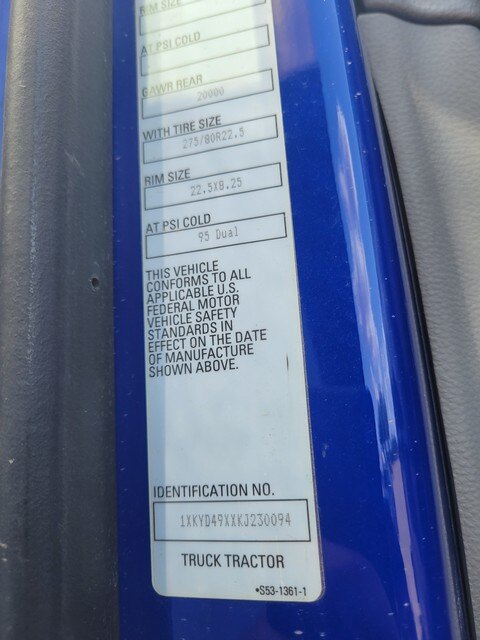 RIM SIZE
AT PSI COLD
GAWR REAR
20000
WITH TIRE SIZE
275/80R22.5
RIM SIZE
22.5X8.25
AT PSI COLD
95 Dual
THIS VEHICLE
CONFORMS TO ALL
APPLICABLE U.S.
FEDERAL MOTOR
VEHICLE SAFETY
STANDARDS IN
EFFECT ON THE DATE
OF MANUFACTURE
SHOWN ABOVE.
IDENTIFICATION NO.
1XKYD49XXKJ230094
TRUCK TRACTOR
•S53-1361-1